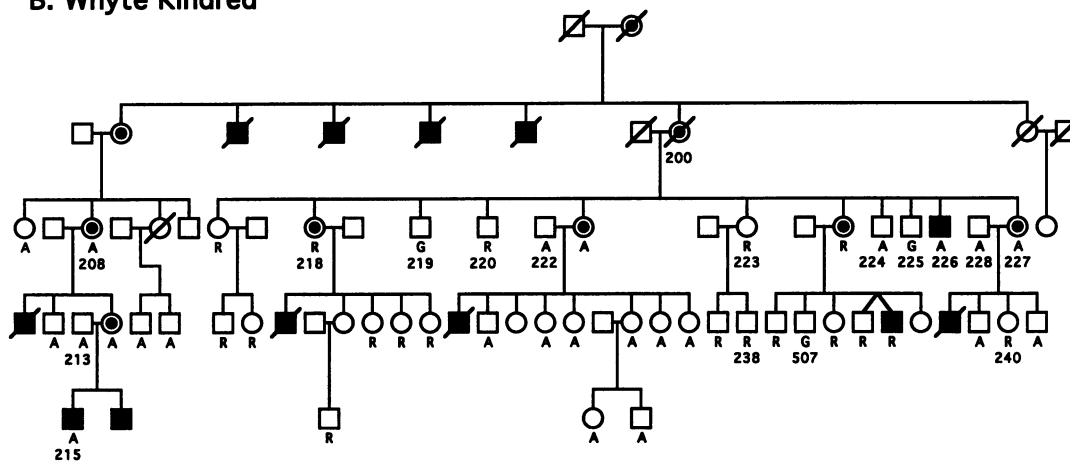 B. Whyte Kindred
200
A A R R G R A A R R A G A A A
208 218 219 220 222 223 224 225 226 228 227
A A A A A R R R R R A A A A A A R R R G R R A R A
213 238 507 240
A R A A
215